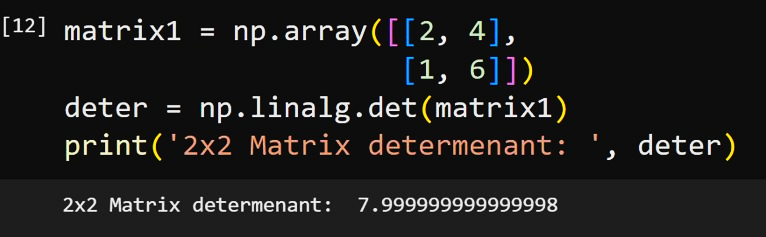 [12] matrix1 = np.array([[2, 4],
[1, 6]])
deter = np.linalg.det(matrix1)
print('2x2 Matrix determenant: ', deter)
2x2 Matrix determenant:  7.999999999999998